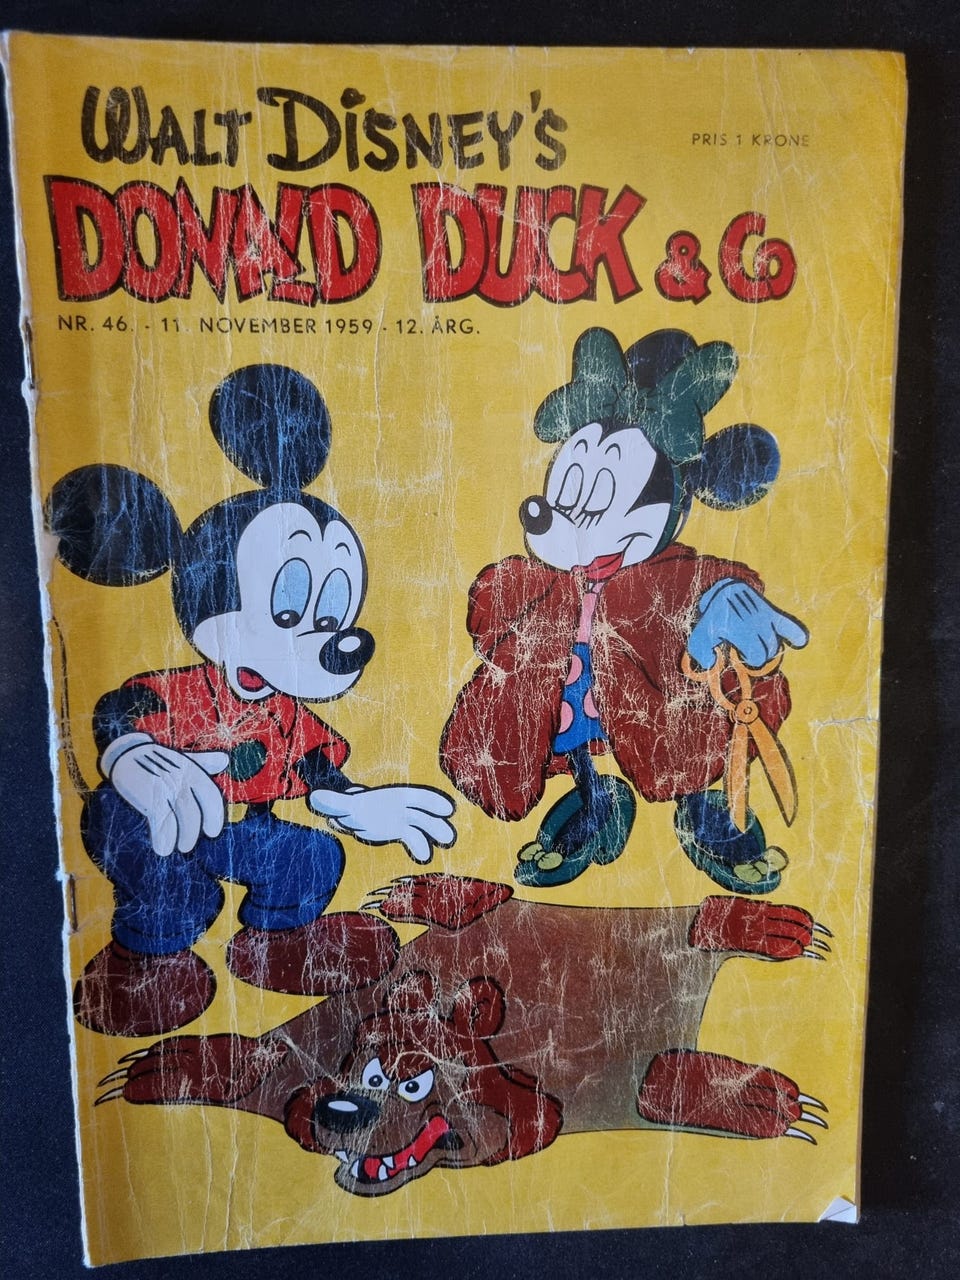 WALT DISNEY'S
PRIS 1 KRONE
DONALD DUCK & Co
NR. 46. - 11. NOVEMBER 1959 - 12. ÅRG.